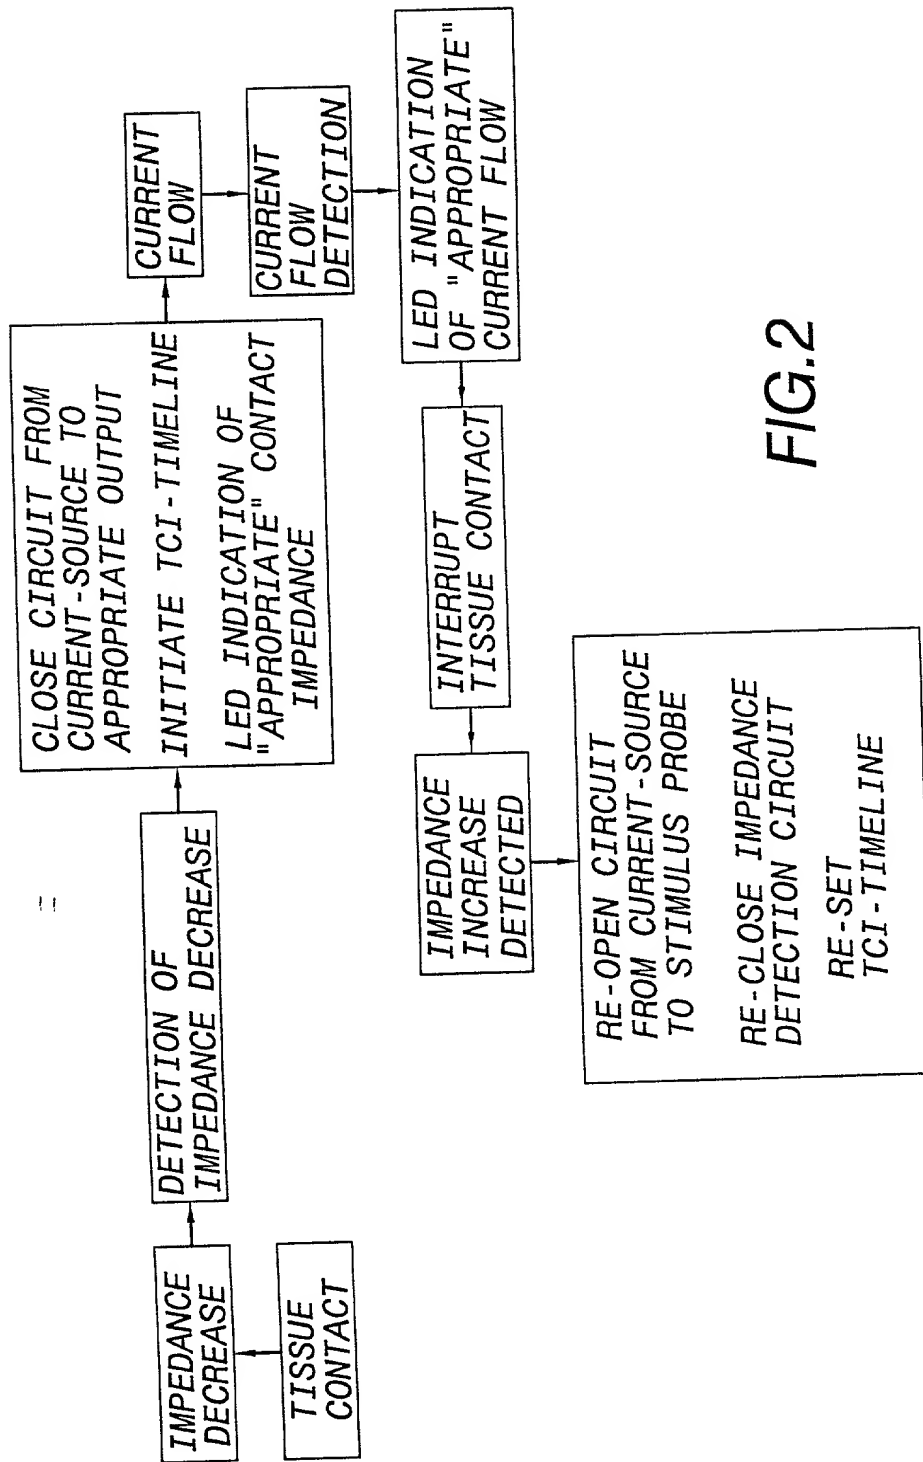 TISSUE
CONTACT
IMPEDANCE
DECREASE
DETECTION OF
IMPEDANCE DECREASE
CLOSE CIRCUIT FROM
CURRENT-SOURCE TO
APPROPRIATE OUTPUT
INITIATE TCI-TIMELINE
LED INDICATION OF
"APPROPRIATE" CONTACT
IMPEDANCE
CURRENT
FLOW
CURRENT
FLOW
DETECTION
LED INDICATION
OF "APPROPRIATE"
CURRENT FLOW
INTERRUPT
TISSUE CONTACT
IMPEDANCE
INCREASE
DETECTED
RE-OPEN CIRCUIT
FROM CURRENT-SOURCE
TO STIMULUS PROBE
RE-CLOSE IMPEDANCE
DETECTION CIRCUIT
RE-SET
TCI-TIMELINE
FIG.2